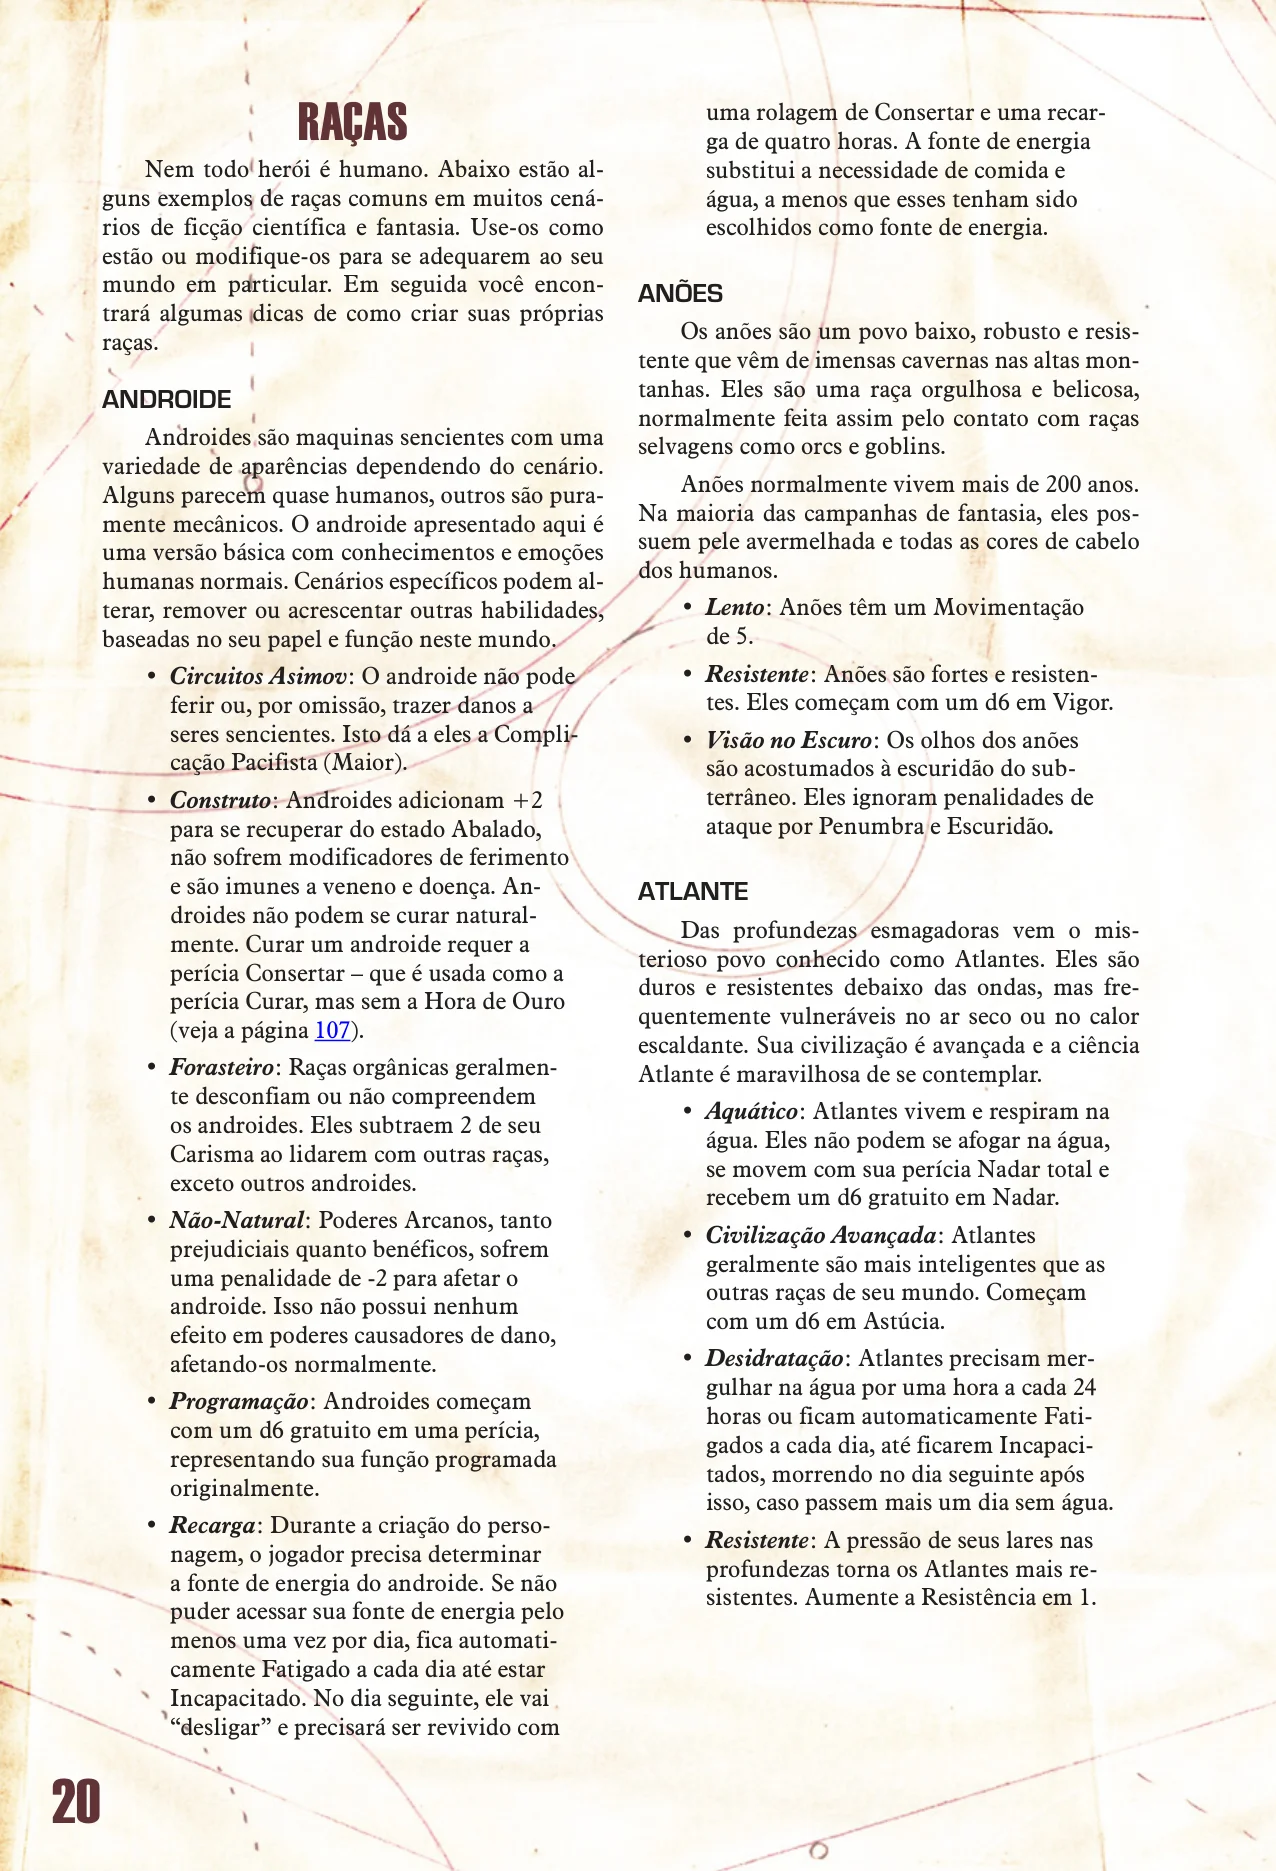 RAÇAS
Nem todo herói é humano. Abaixo estão al-
guns exemplos de raças comuns em muitos cená-
rios de ficção científica e fantasia. Use-os como
estão ou modifique-os para se adequarem ao seu
mundo em particular. Em seguida você encon-
trará algumas dicas de como criar suas próprias
raças.
ANDROIDE
Androides são maquinas sencientes com uma
variedade de aparências dependendo do cenário.
Alguns parecem quase humanos, outros são pura-
mente mecânicos. O androide apresentado aqui é
uma versão básica com conhecimentos e emoções
humanas normais. Cenários específicos podem al-
terar, remover ou acrescentar outras habilidades,
baseadas no seu papel e função neste mundo.
• Circuitos Asimov: O androide não pode
ferir ou, por omissão, trazer danos a
seres sencientes. Isto dá a eles a Compli-
cação Pacifista (Maior).
• Construto: Androides adicionam +2
para se recuperar do estado Abalado,
não sofrem modificadores de ferimento
e são imunes a veneno e doença. An-
droides não podem se curar natural-
mente. Curar um androide requer a
perícia Consertar – que é usada como a
perícia Curar, mas sem a Hora de Ouro
(veja a página 107).
• Forasteiro: Raças orgânicas geralmen-
te desconfiam ou não compreendem
os androides. Eles subtraem 2 de seu
Carisma ao lidarem com outras raças,
exceto outros androides.
• Não-Natural: Poderes Arcanos, tanto
prejudiciais quanto benéficos, sofrem
uma penalidade de -2 para afetar o
androide. Isso não possui nenhum
efeito em poderes causadores de dano,
afetando-os normalmente.
• Programação: Androides começam
com um d6 gratuito em uma perícia,
representando sua função programada
originalmente.
• Recarga: Durante a criação do perso-
nagem, o jogador precisa determinar
a fonte de energia do androide. Se não
puder acessar sua fonte de energia pelo
menos uma vez por dia, fica automati-
camente Fatigado a cada dia até estar
Incapacitado. No dia seguinte, ele vai
“desligar” e precisará ser revivido com
uma rolagem de Consertar e uma recar-
ga de quatro horas. A fonte de energia
substitui a necessidade de comida e
água, a menos que esses tenham sido
escolhidos como fonte de energia.
ANÕES
Os anões são um povo baixo, robusto e resis-
tente que vêm de imensas cavernas nas altas mon-
tanhas. Eles são uma raça orgulhosa e belicosa,
normalmente feita assim pelo contato com raças
selvagens como orcs e goblins.
Anões normalmente vivem mais de 200 anos.
Na maioria das campanhas de fantasia, eles pos-
suem pele avermelhada e todas as cores de cabelo
dos humanos.
• Lento: Anões têm um Movimentação
de 5.
• Resistente: Anões são fortes e resisten-
tes. Eles começam com um d6 em Vigor.
• Visão no Escuro: Os olhos dos anões
são acostumados à escuridão do sub-
terrâneo. Eles ignoram penalidades de
ataque por Penumbra e Escuridão.
ATLANTE
Das profundezas esmagadoras vem o mis-
terioso povo conhecido como Atlantes. Eles são
duros e resistentes debaixo das ondas, mas fre-
quentemente vulneráveis no ar seco ou no calor
escaldante. Sua civilização é avançada e a ciência
Atlante é maravilhosa de se contemplar.
• Aquático: Atlantes vivem e respiram na
água. Eles não podem se afogar na água,
se movem com sua perícia Nadar total e
recebem um d6 gratuito em Nadar.
• Civilização Avançada: Atlantes
geralmente são mais inteligentes que as
outras raças de seu mundo. Começam
com um d6 em Astúcia.
• Desidratação: Atlantes precisam mer-
gulhar na água por uma hora a cada 24
horas ou ficam automaticamente Fati-
gados a cada dia, até ficarem Incapaci-
tados, morrendo no dia seguinte após
isso, caso passem mais um dia sem água.
• Resistente: A pressão de seus lares nas
profundezas torna os Atlantes mais re-
sistentes. Aumente a Resistência em 1.
20